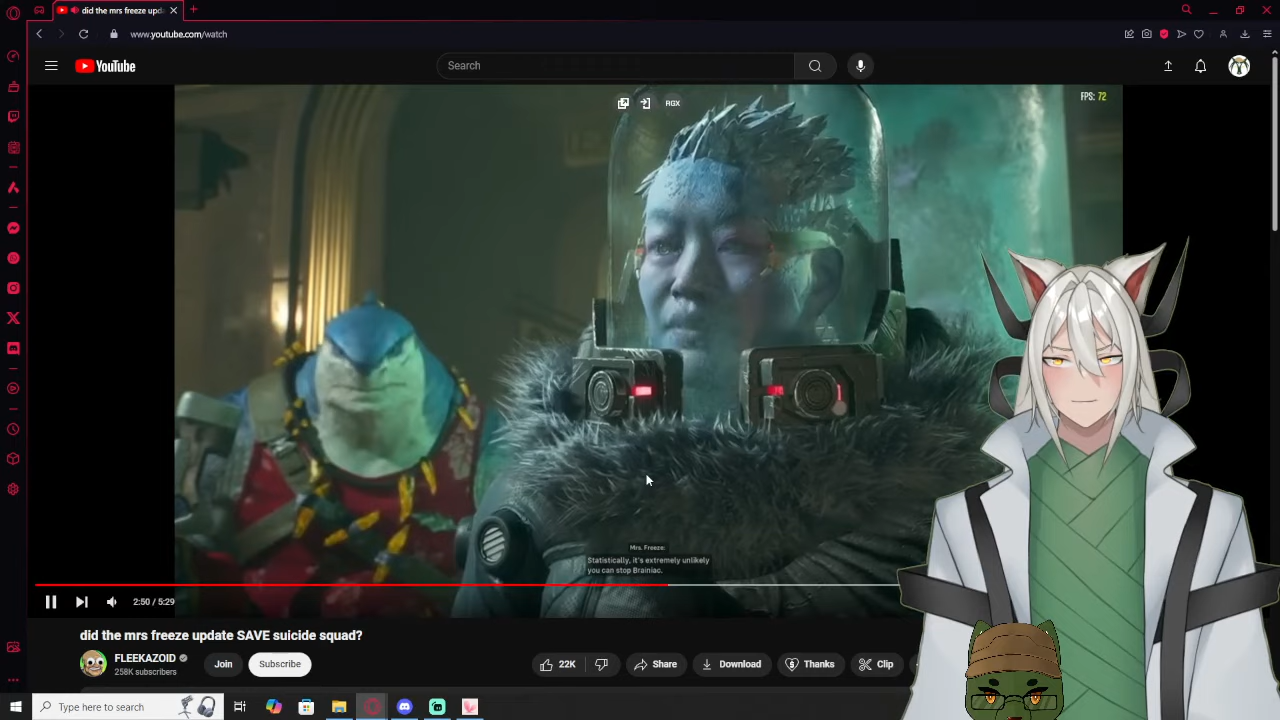 did the mrs freeze upda
www.youtube.com/watch
YouTube
Search
RGX
FPS: 72
Mrs. Freeze:
Statistically, it's extremely unlikely
you can stop Brainiac.
2:50 / 5:29
did the mrs freeze update SAVE suicide squad?
FLEEKAZOID
258K subscribers
Join
Subscribe
22K
Share
Download
Thanks
Clip
Type here to search